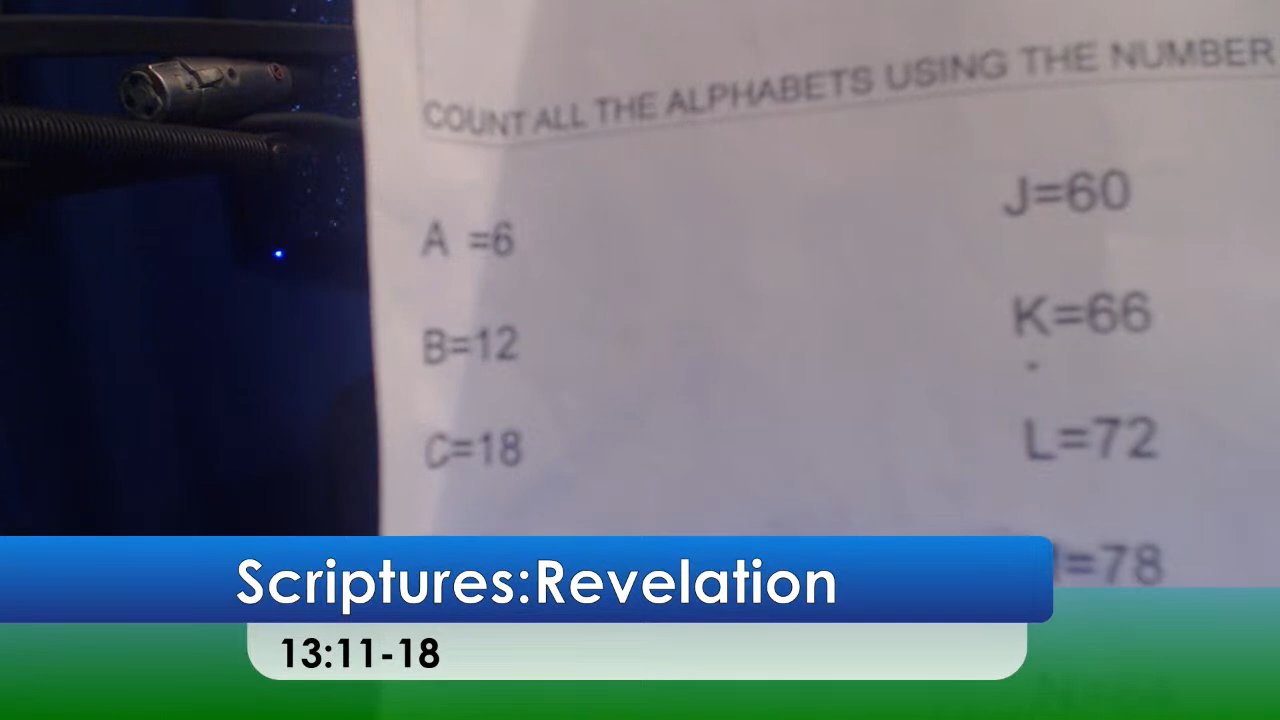 COUNT ALL THE ALPHABETS USING THE NUMBER
A =6
B=12
C=18
J=60
K=66
L=72
=78
Scriptures:Revelation
13:11-18